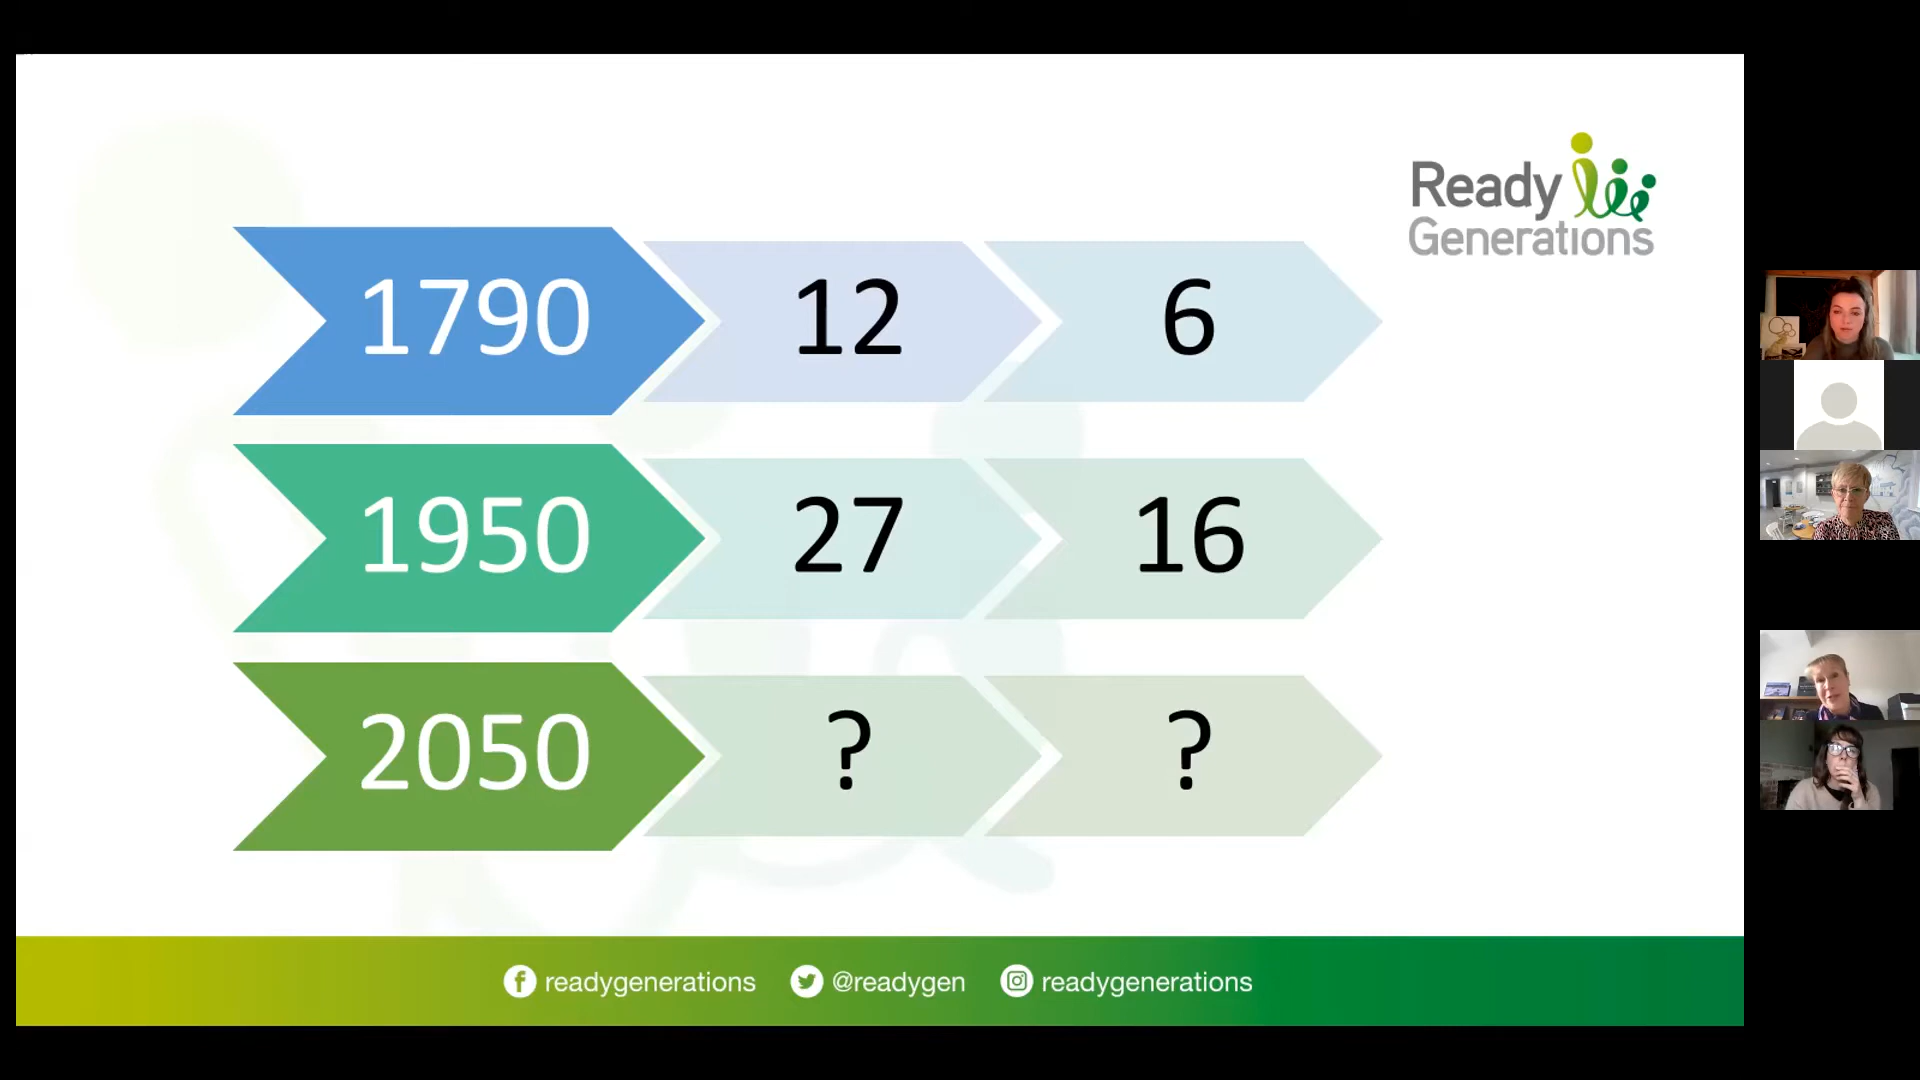 Ready
Generations
1790 12 6
1950 27 16
2050 ? ?
readygenerations @readygen readygenerations